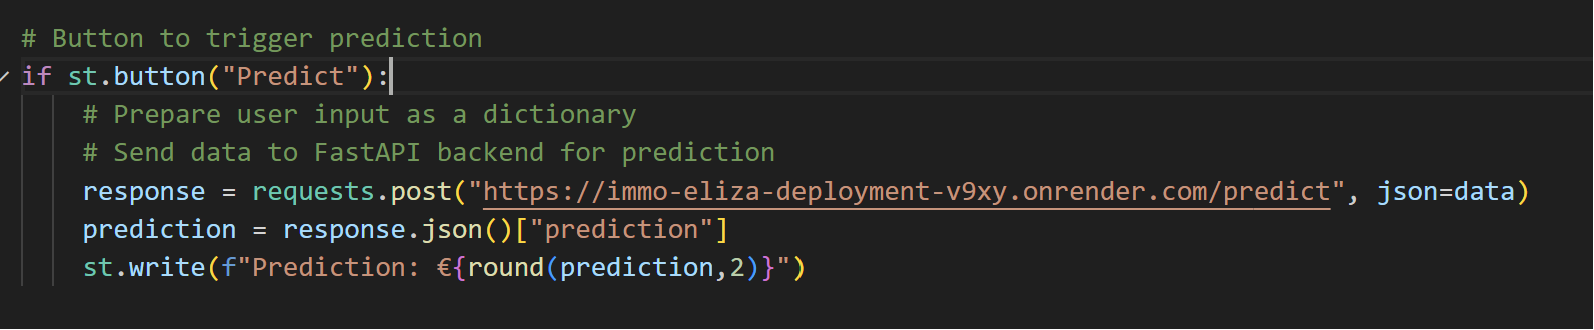 # Button to trigger prediction
if st.button("Predict"):
    # Prepare user input as a dictionary
    # Send data to FastAPI backend for prediction
    response = requests.post("https://immo-eliza-deployment-v9xy.onrender.com/predict", json=data)
    prediction = response.json()["prediction"]
    st.write(f"Prediction: €{round(prediction,2)}")